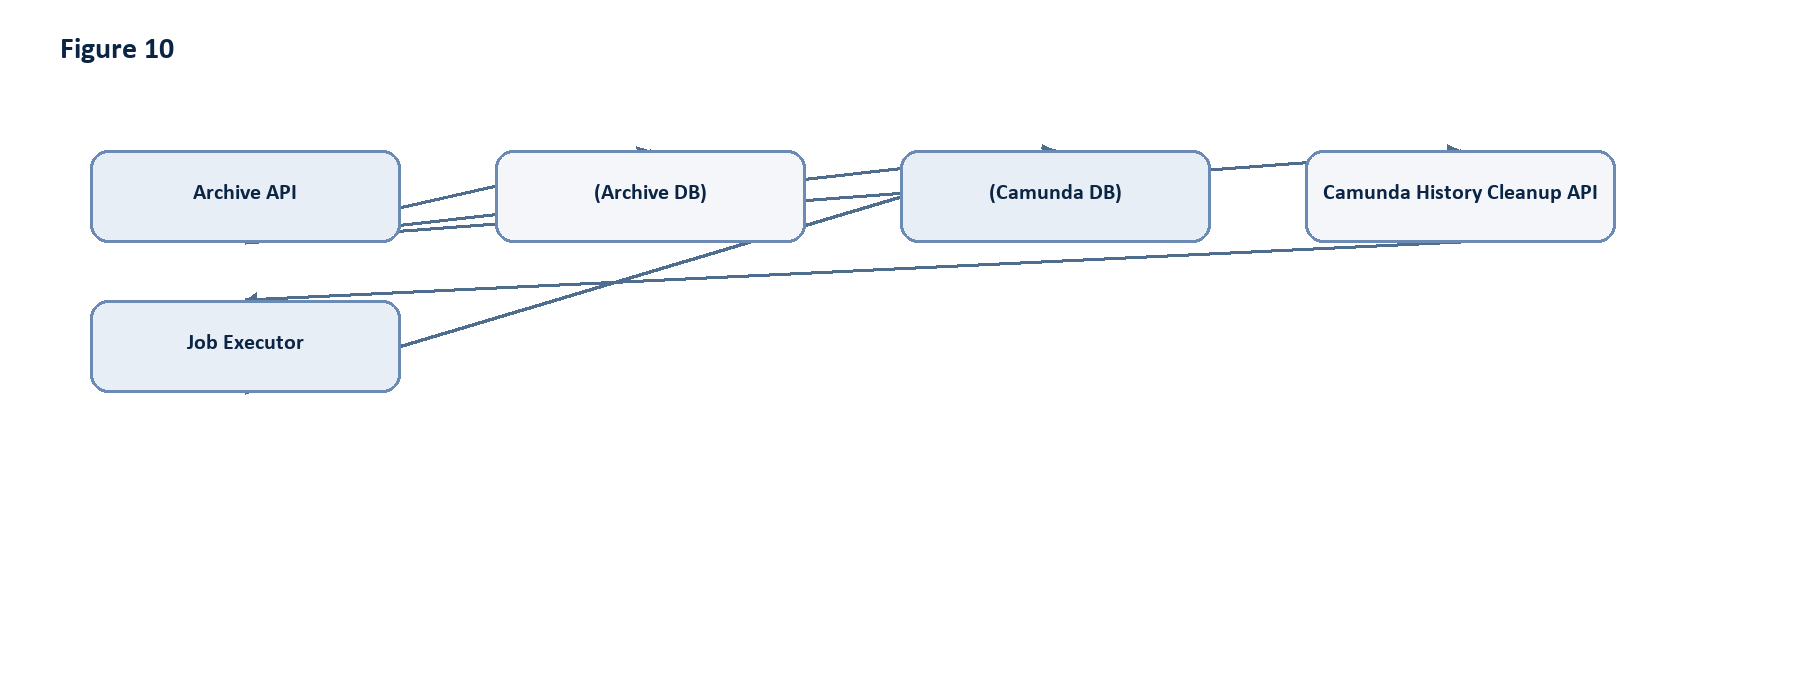 Figure 10
Archive API
(Archive DB)
(Camunda DB)
Camunda History Cleanup API
Job Executor